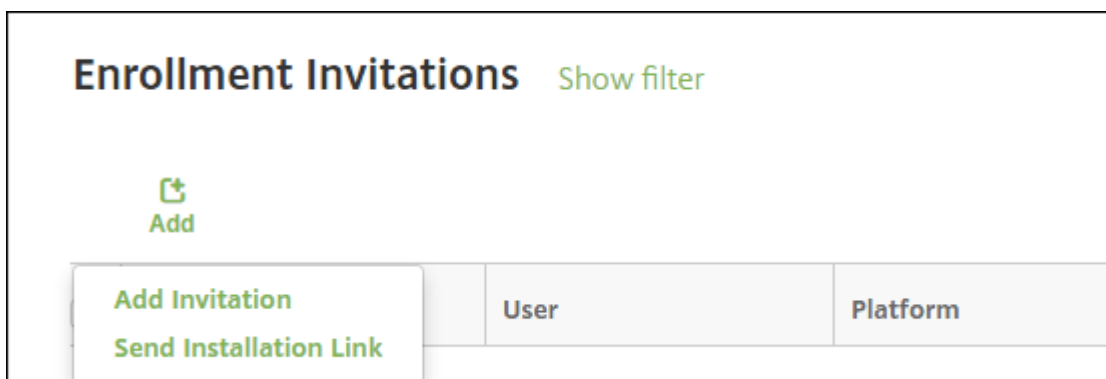 Enrollment Invitations Show filter
Add
Add Invitation
Send Installation Link
User Platform